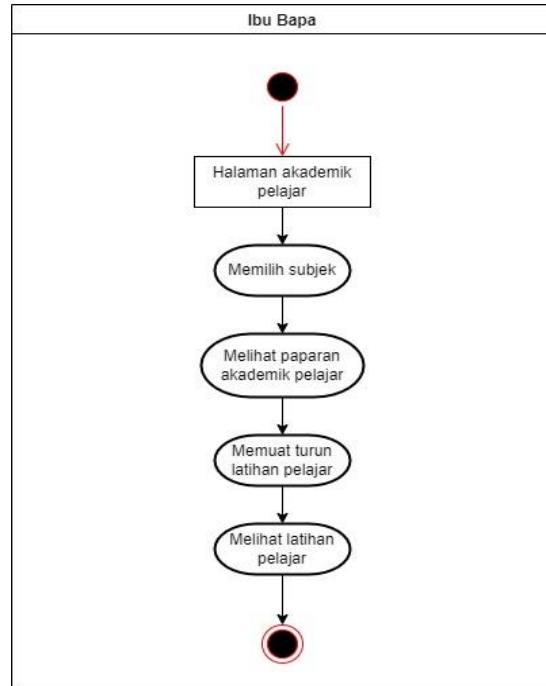 Ibu Bapa
Halaman akademik
pelajar
Memilih subjek
Melihat paparan
akademik pelajar
Memuat turun
latihan pelajar
Melihat latihan
pelajar